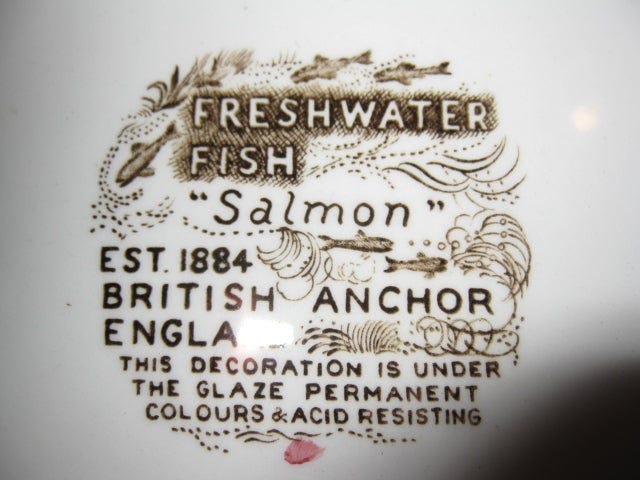 FRESHWATER
FISH
"Salmon"
EST. 1884
BRITISH ANCHOR
ENGLA
THIS DECORATION IS UNDER
THE GLAZE PERMANENT
COLOURS & ACID RESISTING